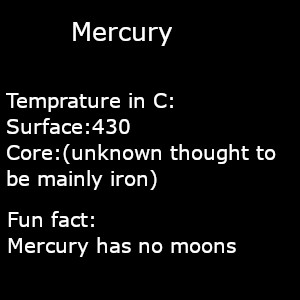 Mercury
Temprature in C:
Surface:430
Core:(unknown thought to
be mainly iron)
Fun fact:
Mercury has no moons